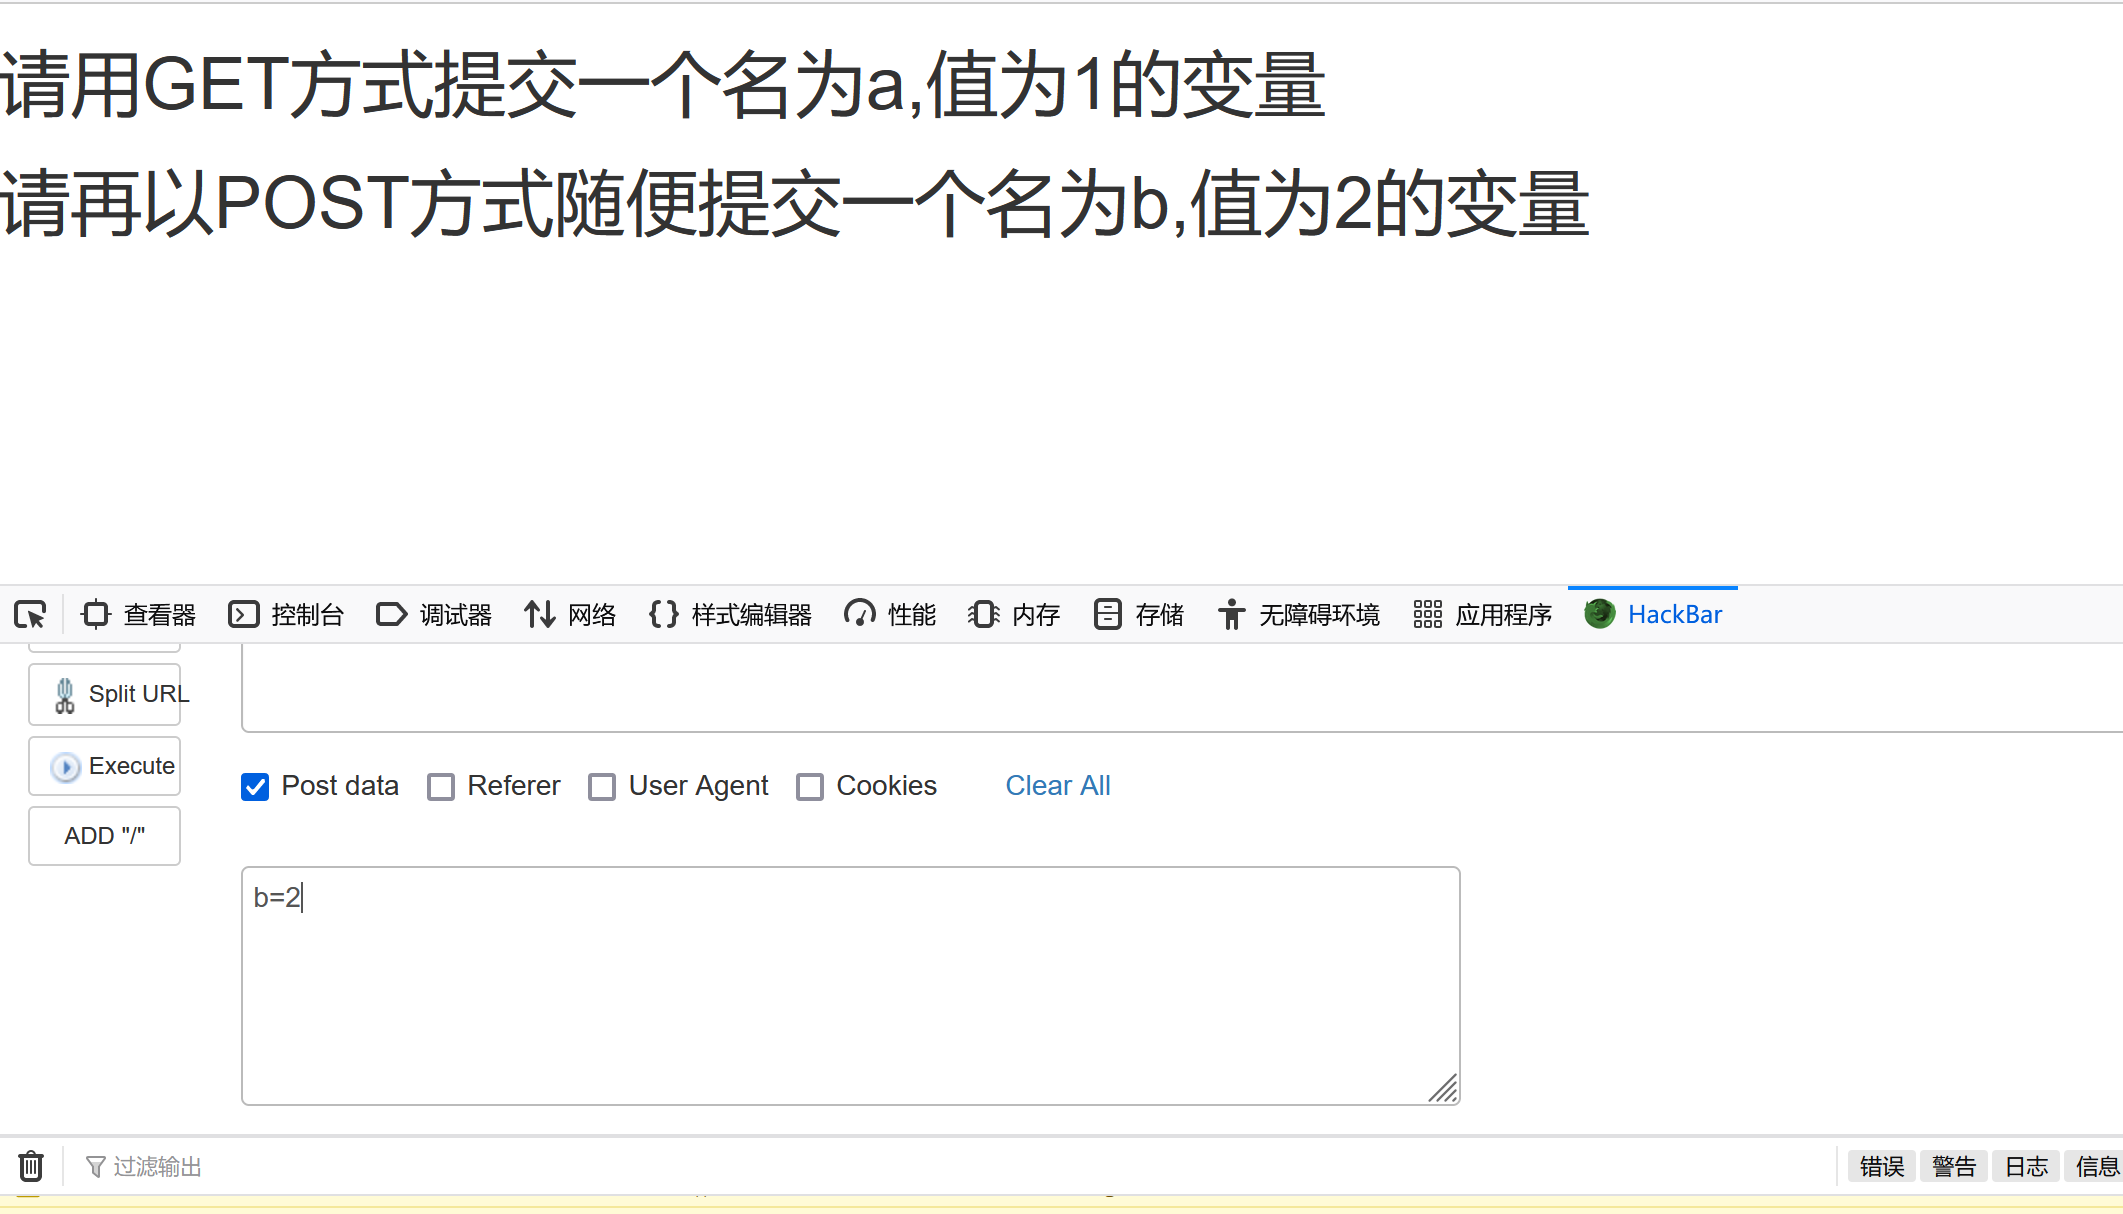 请用GET方式提交一个名为a,值为1的变量
请再以POST方式随便提交一个名为b,值为2的变量
查看器 控制台 调试器 网络 样式编辑器 性能 内存 存储 无障碍环境 应用程序 HackBar
Split URL
Execute
Post data Referer User Agent Cookies Clear All
ADD "/"
b=2
过滤输出 错误 警告 日志 信息